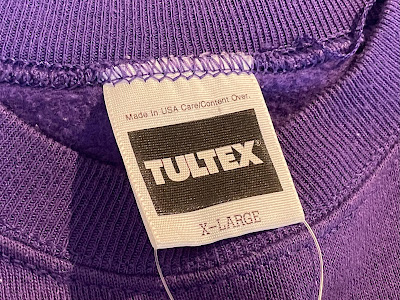 Made In USA Care/Content Over.
TULTEX®
X-LARGE